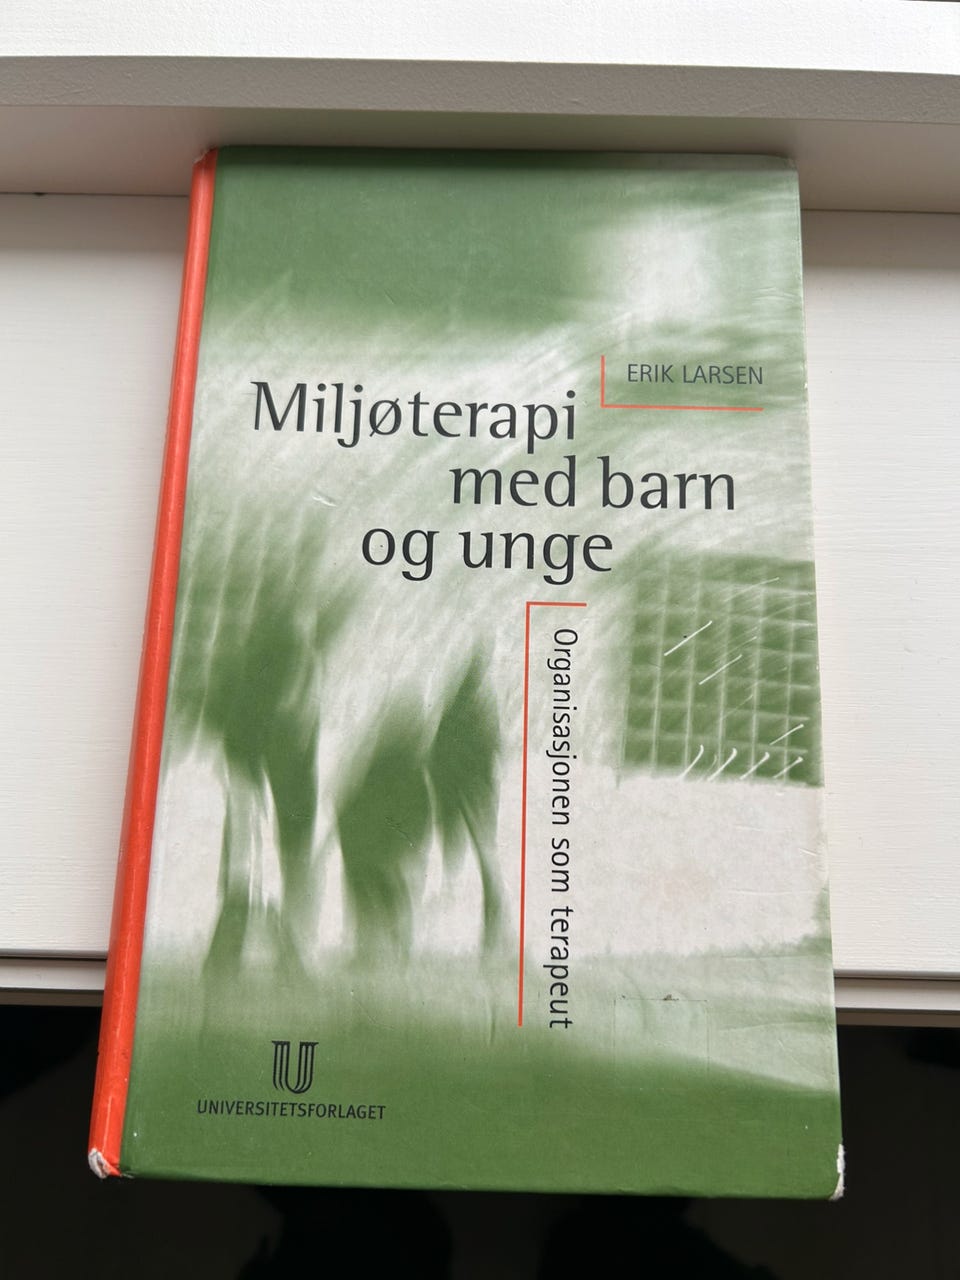 ERIK LARSEN
Miljøterapi
med barn
og unge
Organisasjonen som terapeut
UNIVERSITETSFORLAGET